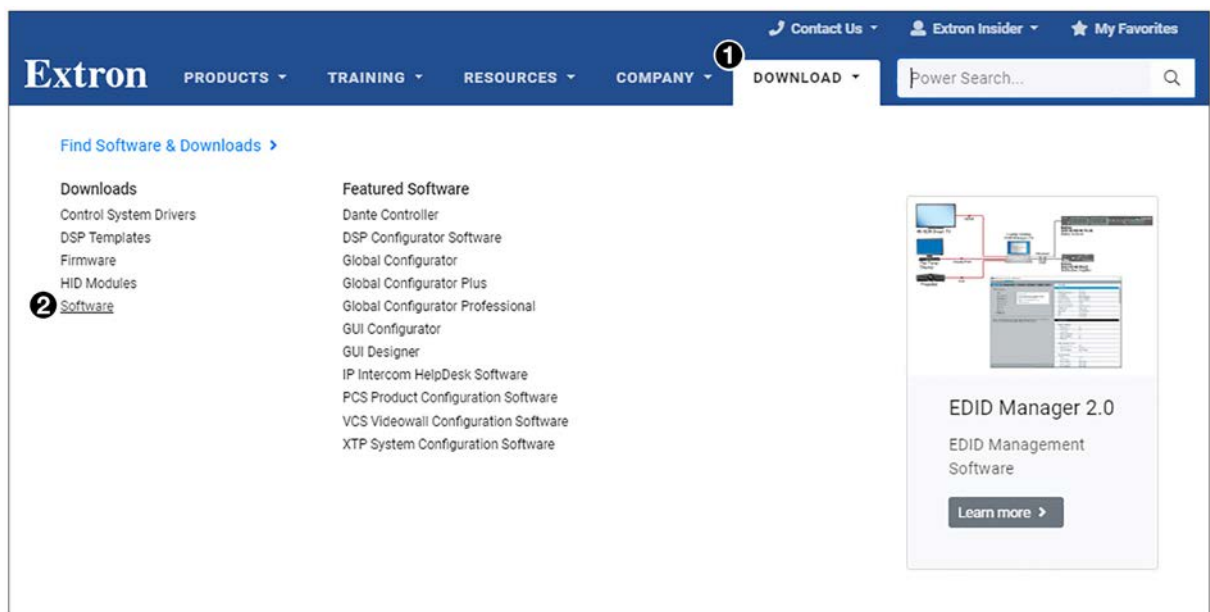 Contact Us Extron Insider My Favorites
1
Extron PRODUCTS TRAINING RESOURCES COMPANY DOWNLOAD Power Search...
Find Software & Downloads
Downloads
Control System Drivers
DSP Templates
Firmware
HID Modules
2 Software
Featured Software
Dante Controller
DSP Configurator Software
Global Configurator
Global Configurator Plus
Global Configurator Professional
GUI Configurator
GUI Designer
IP Intercom HelpDesk Software
PCS Product Configuration Software
VCS Videowall Configuration Software
XTP System Configuration Software
EDID Manager 2.0
EDID Management
Software
Learn more